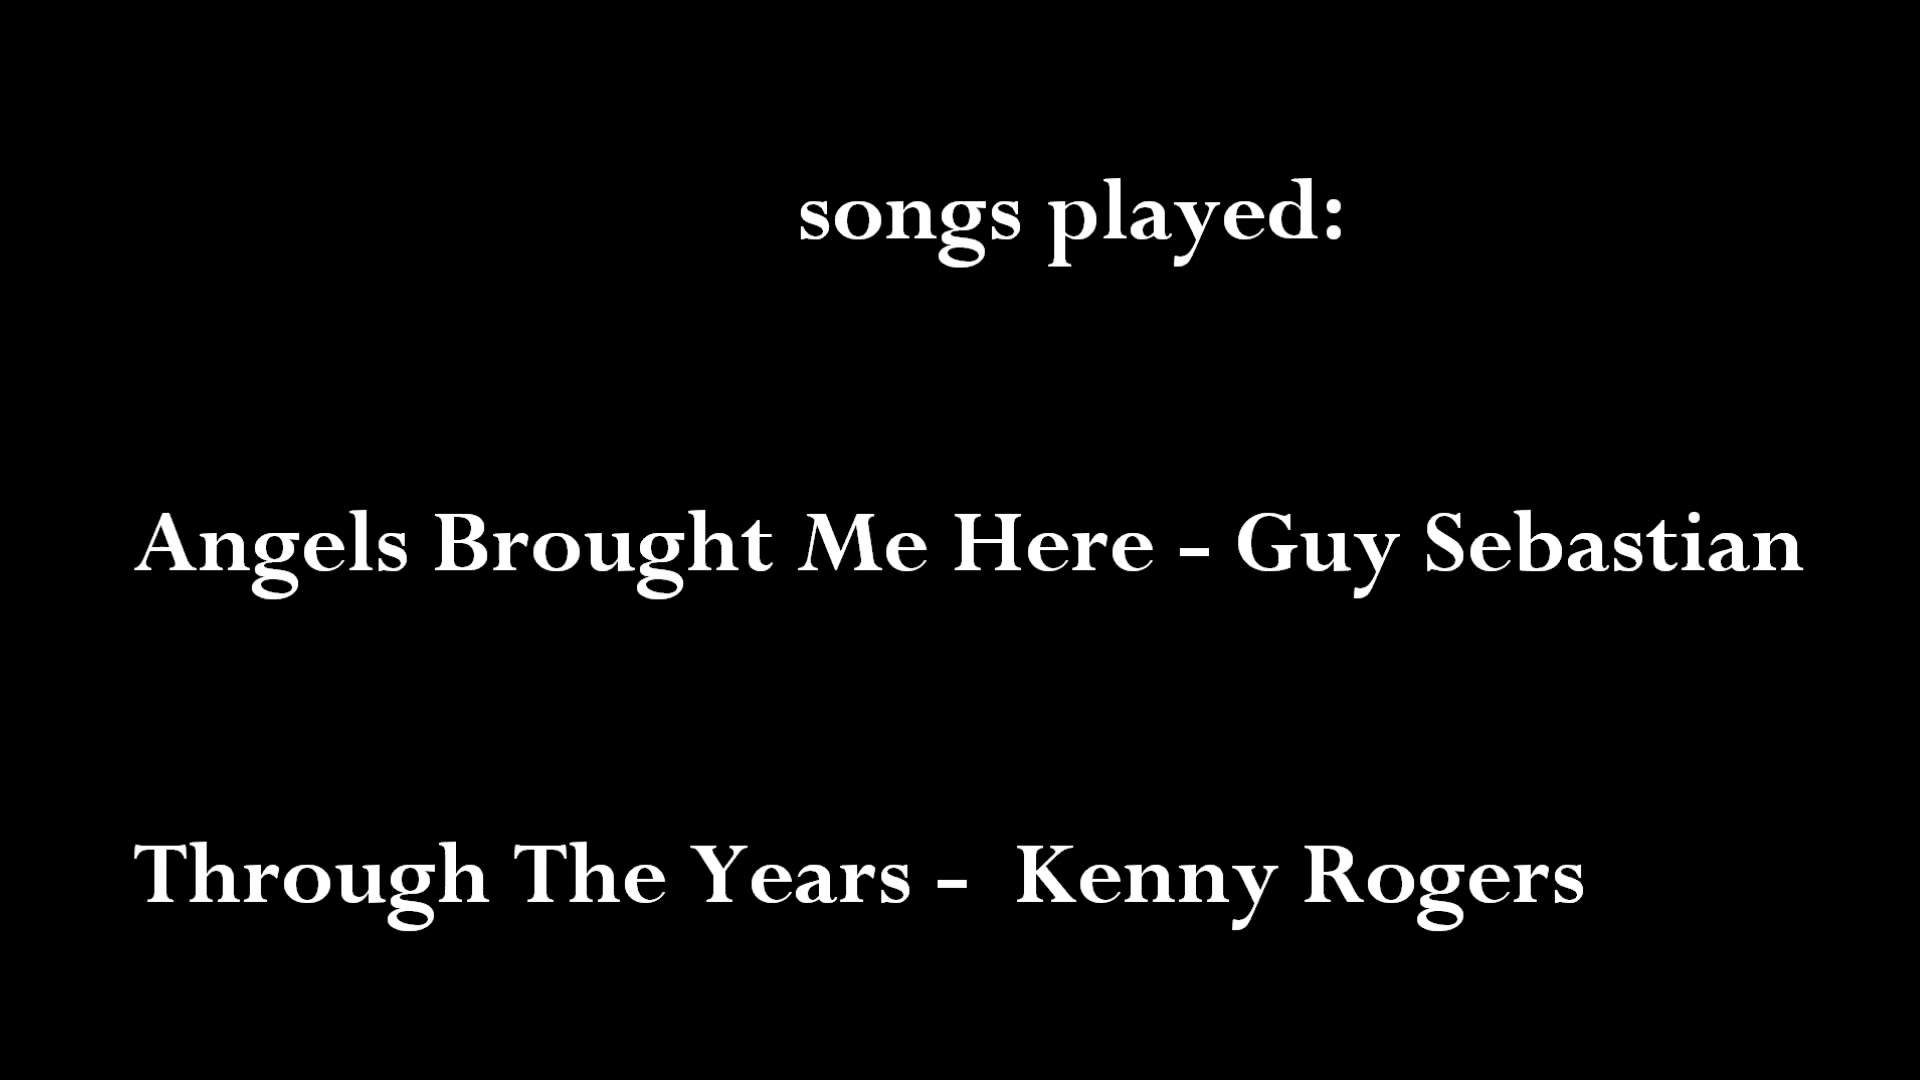 songs played:
Angels Brought Me Here - Guy Sebastian
Through The Years -  Kenny Rogers